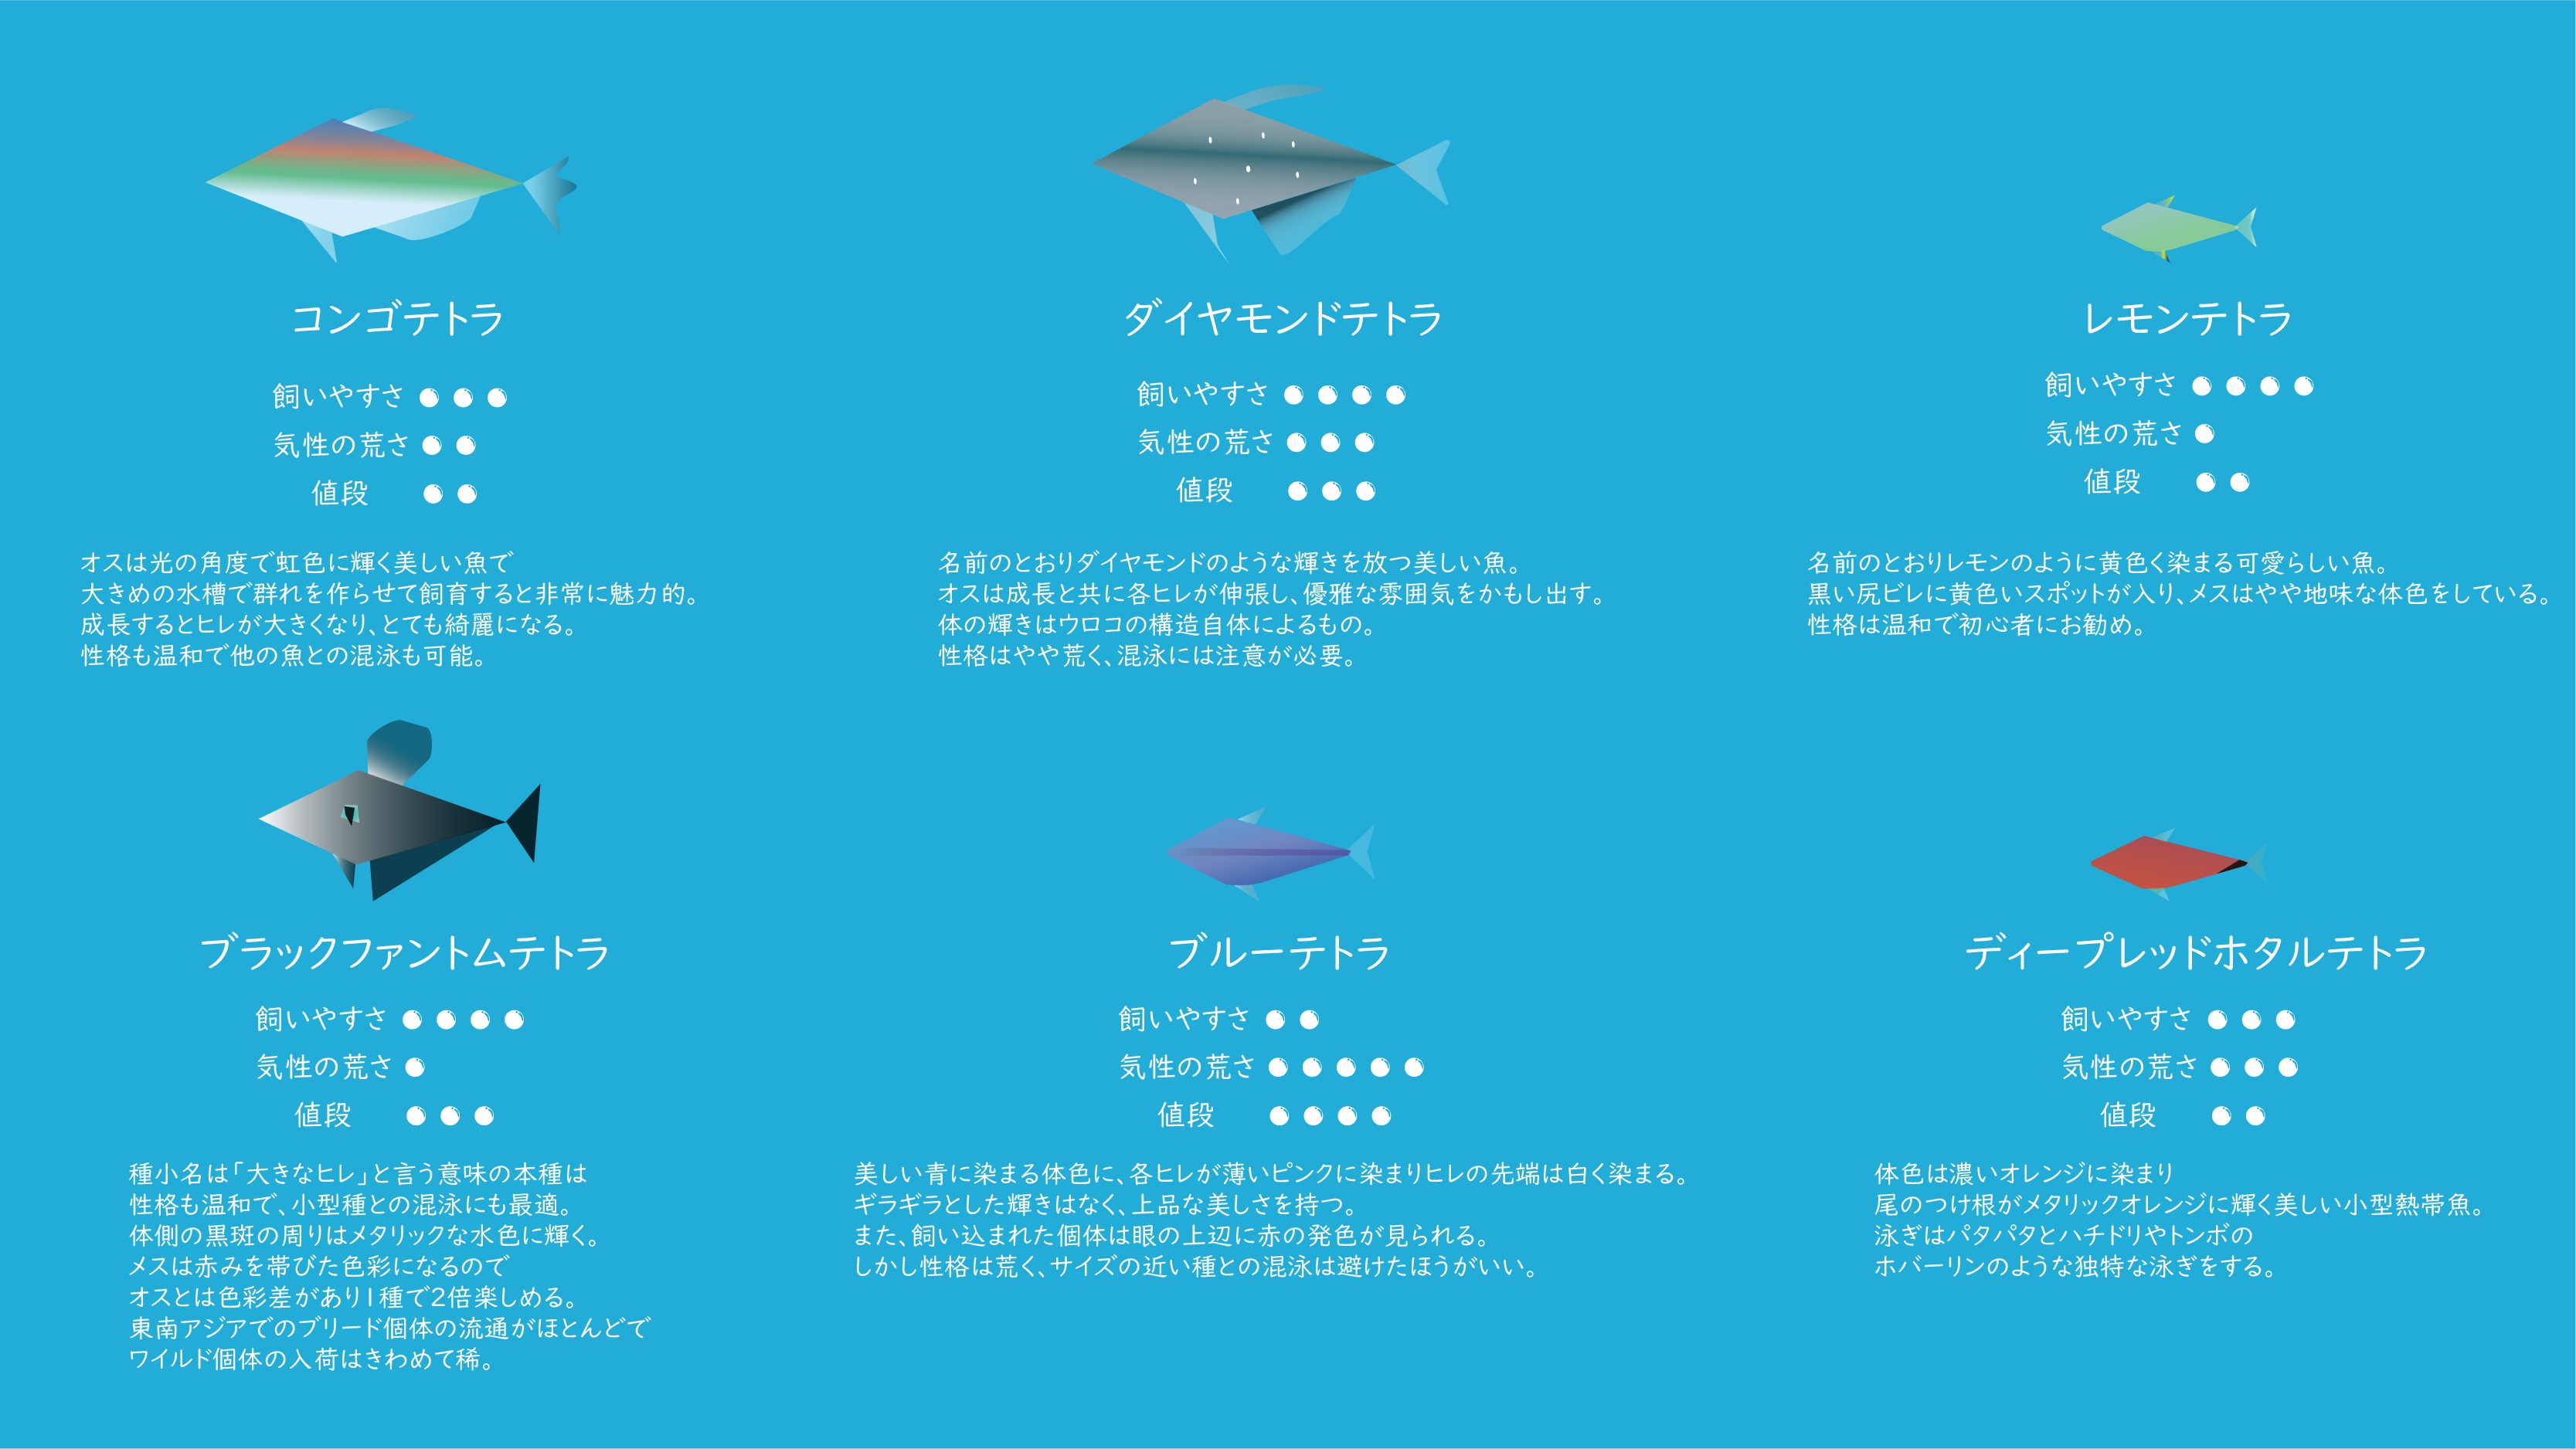 コンゴテトラ
飼いやすさ
気性の荒さ
値段
オスは光の角度で虹色に輝く美しい魚で
大きめの水槽で群れを作らせて飼育すると非常に魅力的。
成長するとヒレが大きくなり、とても綺麗になる。
性格も温和で他の魚との混泳も可能。
ダイヤモンドテトラ
飼いやすさ
気性の荒さ
値段
名前のとおりダイヤモンドのような輝きを放つ美しい魚。
オスは成長と共に各ヒレが伸張し、優雅な雰囲気をかもし出す。
体の輝きはウロコの構造自体によるもの。
性格はやや荒く、混泳には注意が必要。
レモンテトラ
飼いやすさ
気性の荒さ
値段
名前のとおりレモンのように黄色く染まる可愛らしい魚。
黒い尻ビレに黄色いスポットが入り、メスはやや地味な体色をしている。
性格は温和で初心者にお勧め。
ブラックファントムテトラ
飼いやすさ
気性の荒さ
値段
種小名は「大きなヒレ」と言う意味の本種は
性格も温和で、小型種との混泳にも最適。
体側の黒斑の周りはメタリックな水色に輝く。
メスは赤みを帯びた色彩になるので
オスとは色彩差があり1種で2倍楽しめる。
東南アジアでのブリード個体の流通がほとんどで
ワイルド個体の入荷はきわめて稀。
ブルーテトラ
飼いやすさ
気性の荒さ
値段
美しい青に染まる体色に、各ヒレが薄いピンクに染まりヒレの先端は白く染まる。
ギラギラとした輝きはなく、上品な美しさを持つ。
また、飼い込まれた個体は眼の上辺に赤の発色が見られる。
しかし性格は荒く、サイズの近い種との混泳は避けたほうがいい。
ディープレッドホタルテトラ
飼いやすさ
気性の荒さ
値段
体色は濃いオレンジに染まり
尾のつけ根がメタリックオレンジに輝く美しい小型熱帯魚。
泳ぎはパタパタとハチドリやトンボの
ホバーリンのような独特な泳ぎをする。